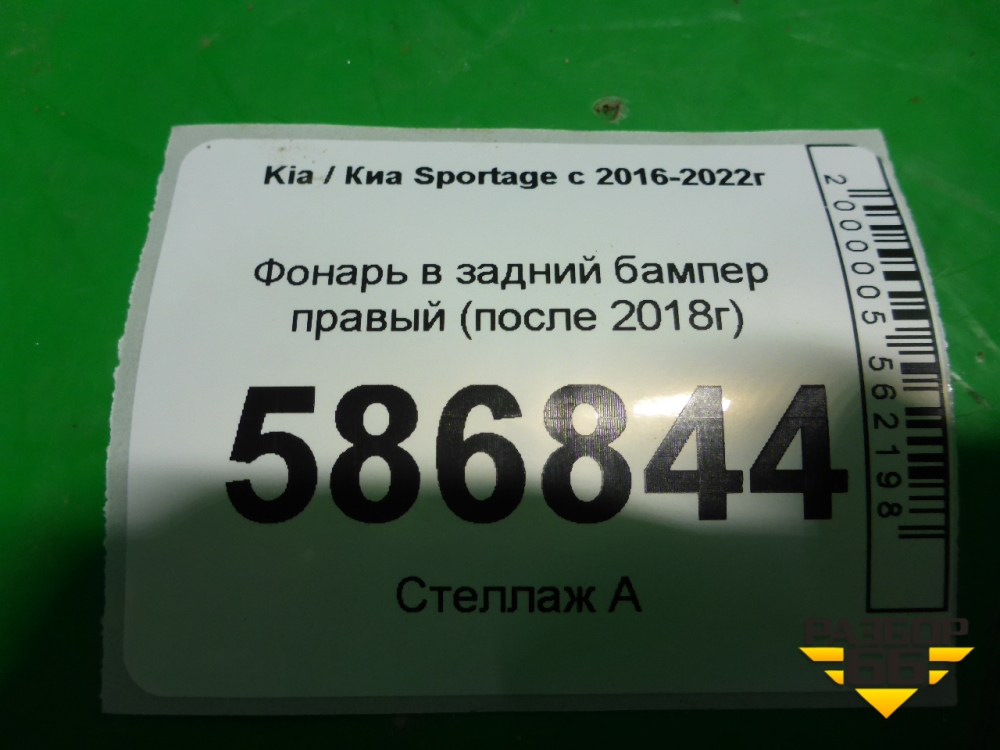 Kia / Киа Sportage с 2016-2022г
Фонарь в задний бампер
правый (после 2018г)
586844
Стеллаж А
2000005562198
РАЗБОР
66